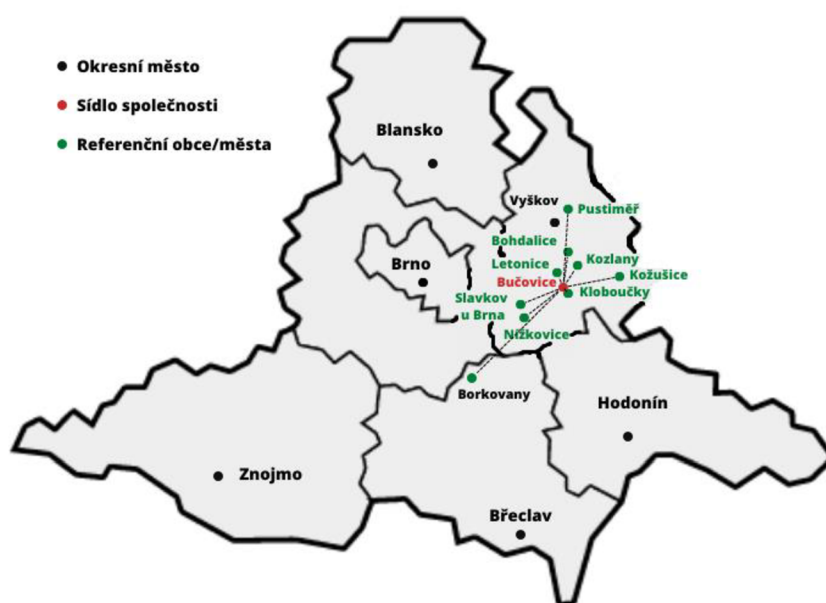 Okresní město
Sídlo společnosti
Referenční obce/města
Blansko
Vyškov
Pustiměř
Bohdalice
Letonice
Kozlany
Brno
Bučovice
Kožušice
Slavkov
u Brna
Kloboučky
Nížkovice
Borkovany
Hodonín
Znojmo
Břeclav